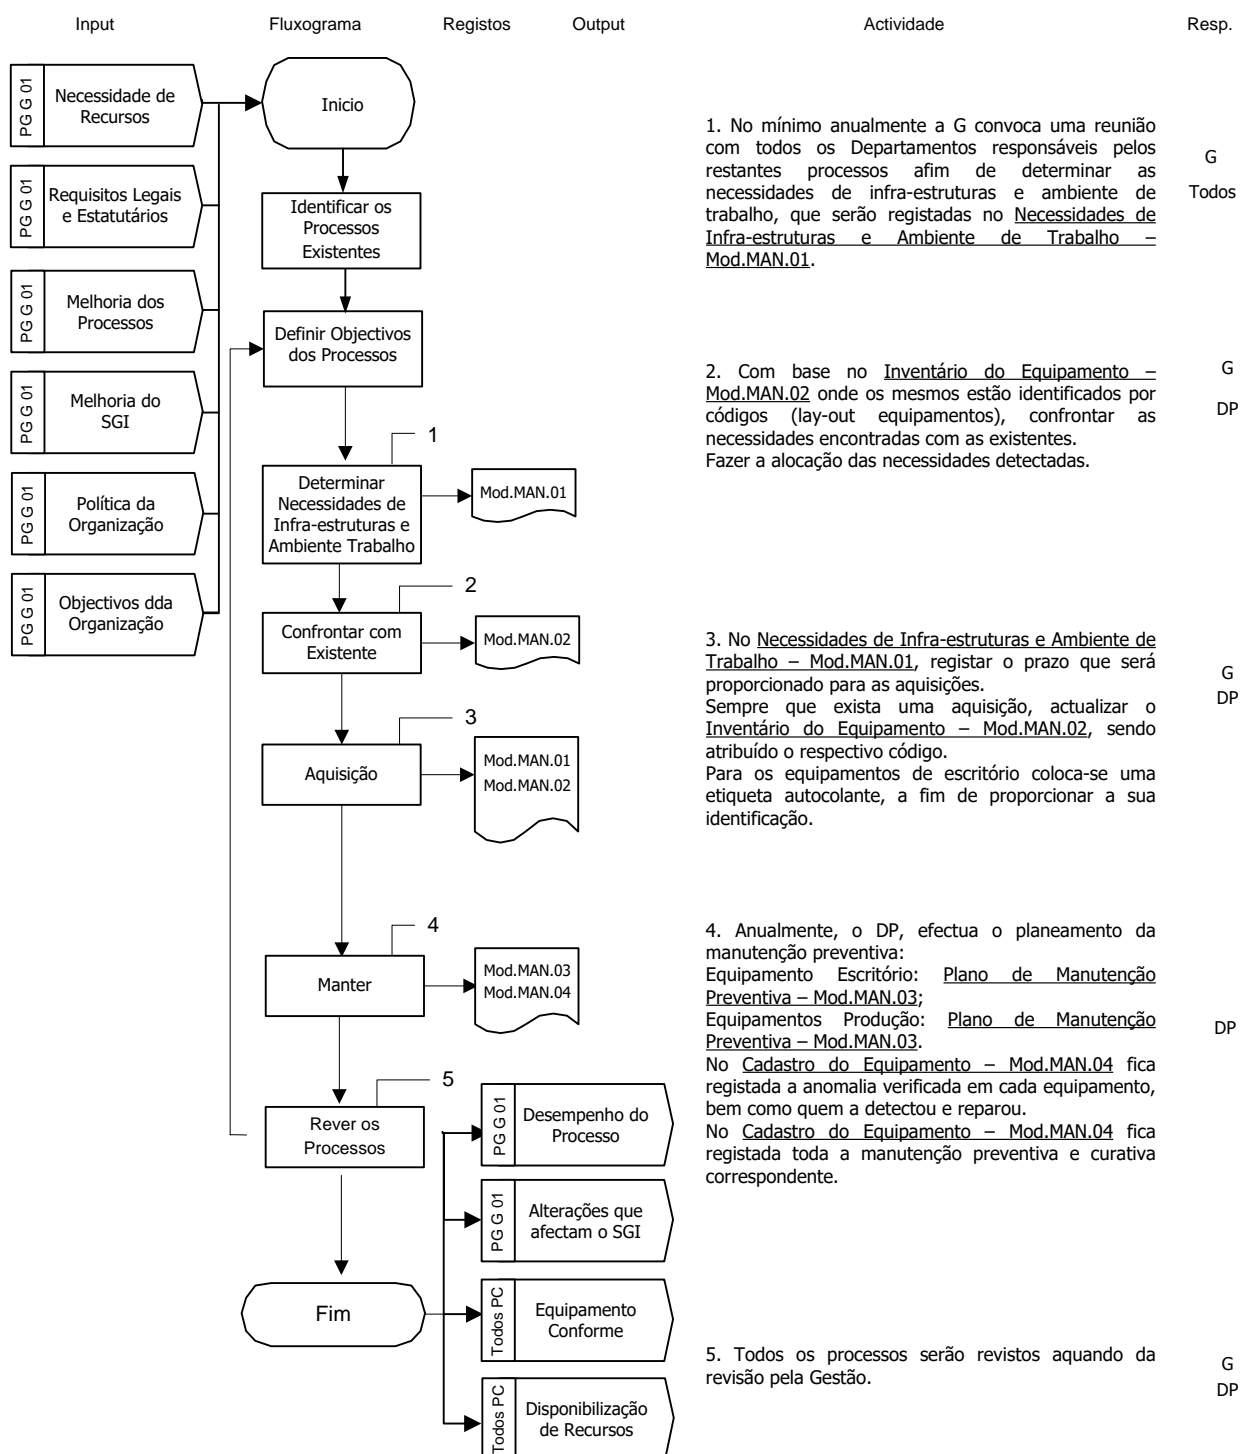 Input
Fluxograma
Registos
Output
Actividade
Resp.
PG G 01
Necessidade de
Recursos
PG G 01
Requisitos Legais
e Estatutários
PG G 01
Melhoria dos
Processos
PG G 01
Melhoria do
SGI
PG G 01
Política da
Organização
PG G 01
Objectivos dda
Organização
Inicio
Identificar os
Processos
Existentes
Definir Objectivos
dos Processos
1
Determinar
Necessidades de
Infra-estruturas e
Ambiente Trabalho
Mod.MAN.01
2
Confrontar com
Existente
Mod.MAN.02
3
Aquisição
Mod.MAN.01
Mod.MAN.02
4
Manter
Mod.MAN.03
Mod.MAN.04
5
Rever os
Processos
Fim
PG G 01
Desempenho do
Processo
PG G 01
Alterações que
afectam o SGI
Todos PC
Equipamento
Conforme
Todos PC
Disponibilização
de Recursos
1. No mínimo anualmente a G convoca uma reunião
com todos os Departamentos responsáveis pelos
restantes processos afim de determinar as
necessidades de infra-estruturas e ambiente de
trabalho, que serão registadas no Necessidades de
Infra-estruturas e Ambiente de Trabalho –
Mod.MAN.01.
G
Todos
2. Com base no Inventário do Equipamento –
Mod.MAN.02 onde os mesmos estão identificados por
códigos (lay-out equipamentos), confrontar as
necessidades encontradas com as existentes.
Fazer a alocação das necessidades detectadas.
G
DP
3. No Necessidades de Infra-estruturas e Ambiente de
Trabalho – Mod.MAN.01, registar o prazo que será
proporcionado para as aquisições.
Sempre que exista uma aquisição, actualizar o
Inventário do Equipamento – Mod.MAN.02, sendo
atribuído o respectivo código.
Para os equipamentos de escritório coloca-se uma
etiqueta autocolante, a fim de proporcionar a sua
identificação.
G
DP
4. Anualmente, o DP, efectua o planeamento da
manutenção preventiva:
Equipamento Escritório: Plano de Manutenção
Preventiva – Mod.MAN.03;
Equipamentos Produção: Plano de Manutenção
Preventiva – Mod.MAN.03.
No Cadastro do Equipamento – Mod.MAN.04 fica
registada a anomalia verificada em cada equipamento,
bem como quem a detectou e reparou.
No Cadastro do Equipamento – Mod.MAN.04 fica
registada toda a manutenção preventiva e curativa
correspondente.
DP
5. Todos os processos serão revistos aquando da
revisão pela Gestão.
G
DP